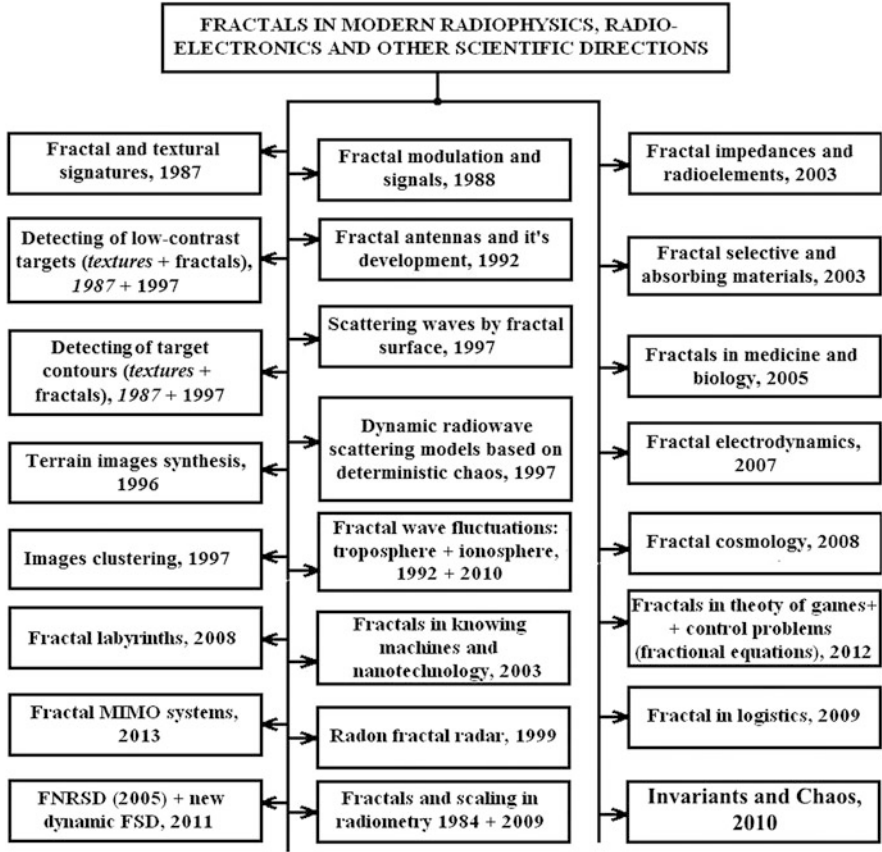 FRACTALS IN MODERN RADIOPHYSICS, RADIO-
ELECTRONICS AND OTHER SCIENTIFIC DIRECTIONS
Fractal and textural
signatures, 1987
Detecting of low-contrast
targets (textures + fractals),
1987 + 1997
Detecting of target
contours (textures +
fractals), 1987 + 1997
Terrain images synthesis,
1996
Images clustering, 1997
Fractal labyrinths, 2008
Fractal MIMO systems,
2013
FNRSD (2005) + new
dynamic FSD, 2011
Fractal modulation and
signals, 1988
Fractal antennas and it's
development, 1992
Scattering waves by fractal
surface, 1997
Dynamic radiowave
scattering models based on
deterministic chaos, 1997
Fractal wave fluctuations:
troposphere + ionosphere,
1992 + 2010
Fractals in knowing
machines and
nanotechnology, 2003
Radon fractal radar, 1999
Fractals and scaling in
radiometry 1984 + 2009
Fractal impedances and
radioelements, 2003
Fractal selective and
absorbing materials, 2003
Fractals in medicine and
biology, 2005
Fractal electrodynamics,
2007
Fractal cosmology, 2008
Fractals in theoty of games+
+ control problems
(fractional equations), 2012
Fractal in logistics, 2009
Invariants and Chaos,
2010